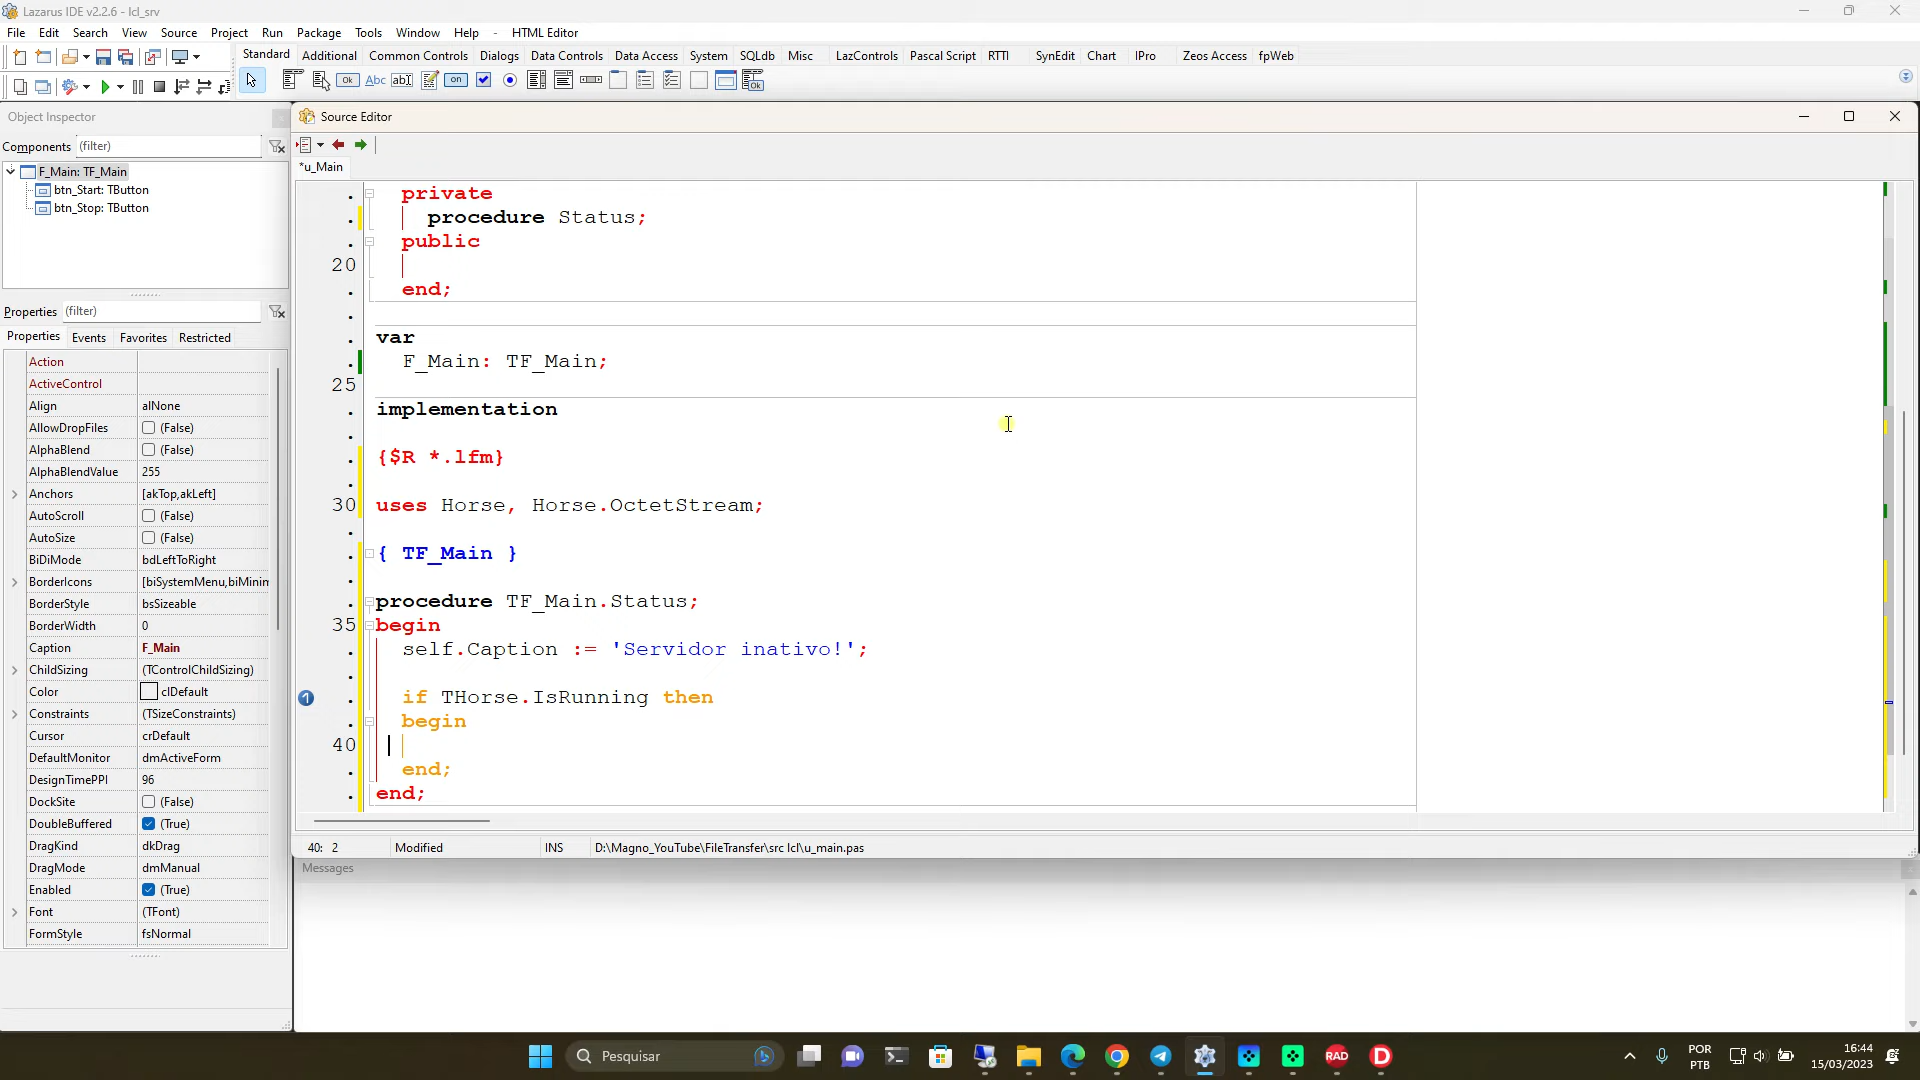 Lazarus IDE v2.2.6 - lcl_srv
File Edit Search View Source Project Run Package Tools Window Help - HTML Editor
Standard Additional Common Controls Dialogs Data Controls Data Access System SQLdb Misc LazControls Pascal Script RTTI SynEdit Chart IPro Zeos Access fpWeb
Ok Abc abI on Ok
Object Inspector
Components (filter)
F_Main: TF_Main
btn_Start: TButton
btn_Stop: TButton
Properties (filter)
Properties Events Favorites Restricted
Action
ActiveControl
Align alNone
AllowDropFiles (False)
AlphaBlend (False)
AlphaBlendValue 255
Anchors [akTop,akLeft]
AutoScroll (False)
AutoSize (False)
BiDiMode bdLeftToRight
BorderIcons [biSystemMenu,biMinim
BorderStyle bsSizeable
BorderWidth 0
Caption F_Main
ChildSizing (TControlChildSizing)
Color clDefault
Constraints (TSizeConstraints)
Cursor crDefault
DefaultMonitor dmActiveForm
DesignTimePPI 96
DockSite (False)
DoubleBuffered (True)
DragKind dkDrag
DragMode dmManual
Enabled (True)
Font (TFont)
FormStyle fsNormal
Source Editor
*u_Main
private
procedure Status;
public
20
end;
var
F_Main: TF_Main;
25
implementation
{$R *.lfm}
30 uses Horse, Horse.OctetStream;
{ TF_Main }
procedure TF_Main.Status;
35 begin
self.Caption := 'Servidor inativo!';
1 if THorse.IsRunning then
begin
40
end;
end;
40: 2 Modified INS D:\Magno_YouTube\FileTransfer\src lcl\u_main.pas
Messages
Pesquisar
RAD D
POR
PTB
16:44
15/03/2023